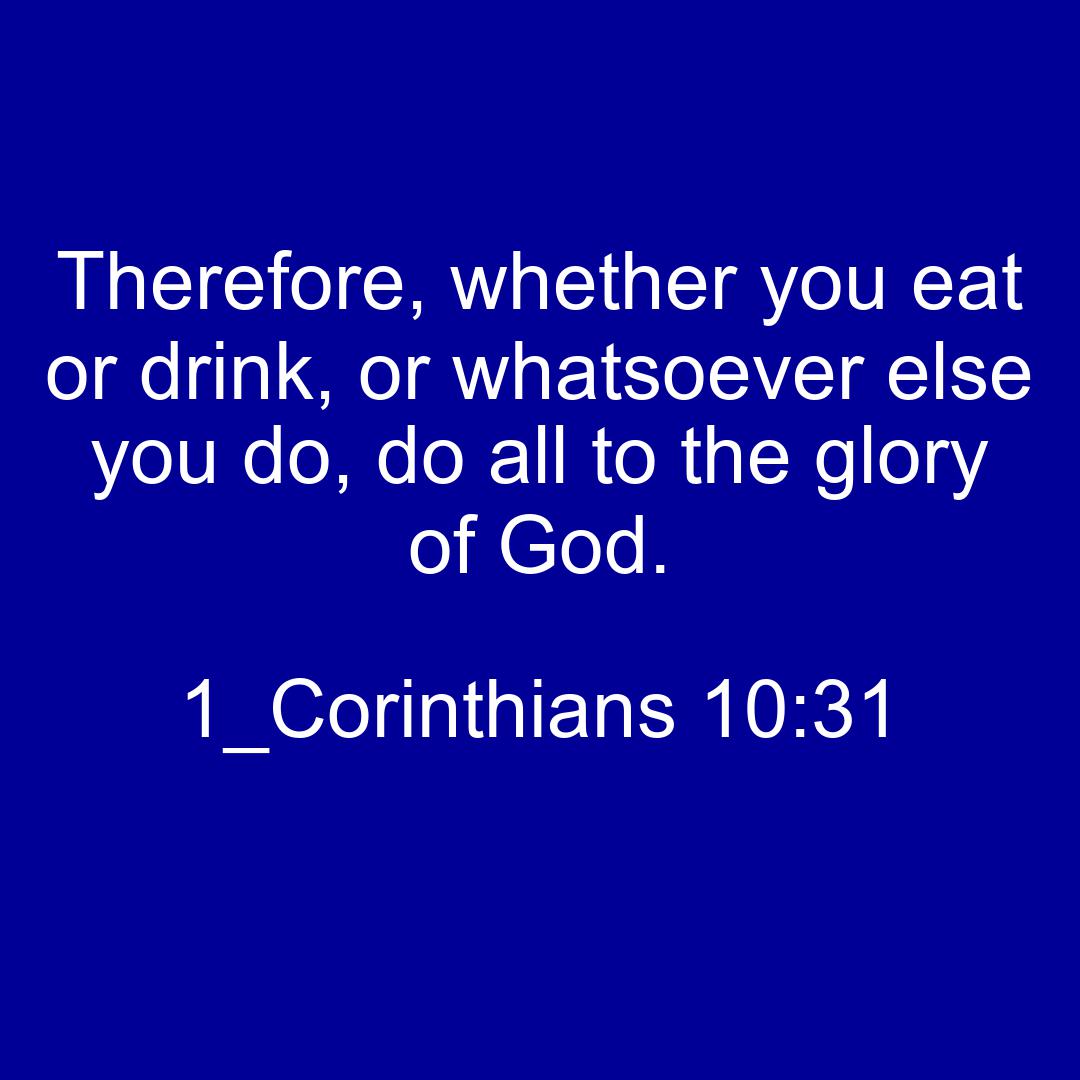 Therefore, whether you eat
or drink, or whatsoever else
you do, do all to the glory
of God.
1_Corinthians 10:31